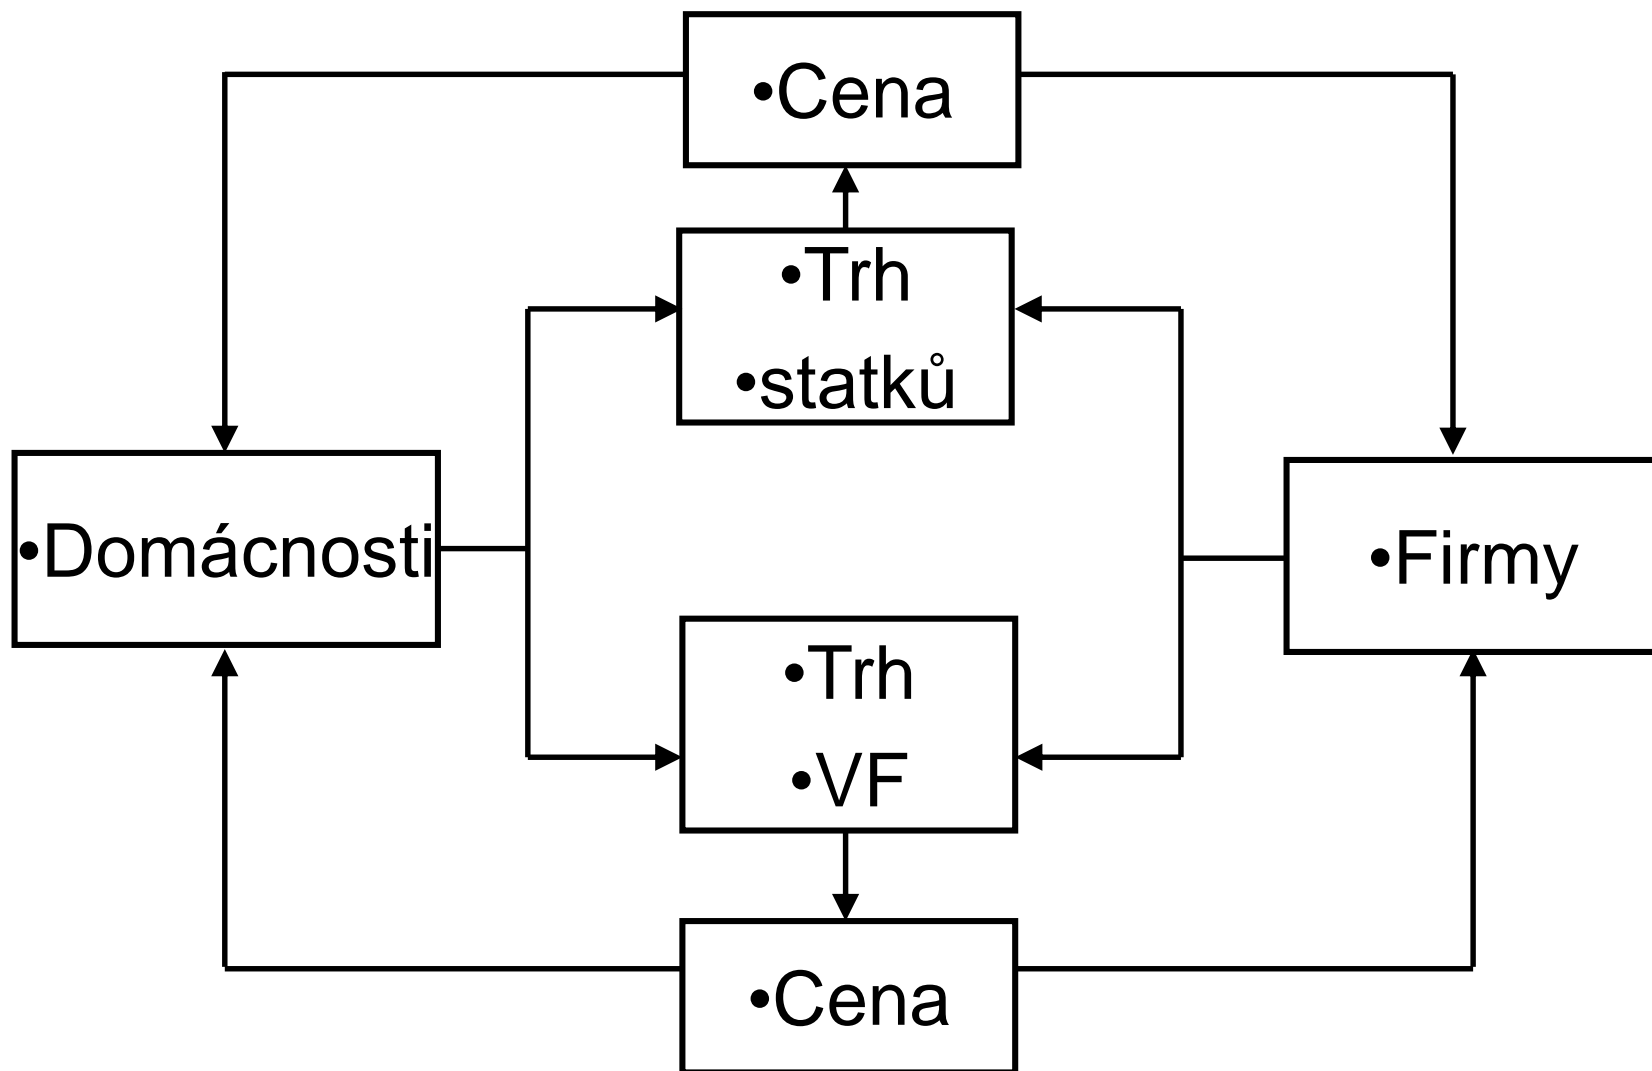 •Cena
•Trh
•statků
•Domácnosti
•Firmy
•Trh
•VF
•Cena